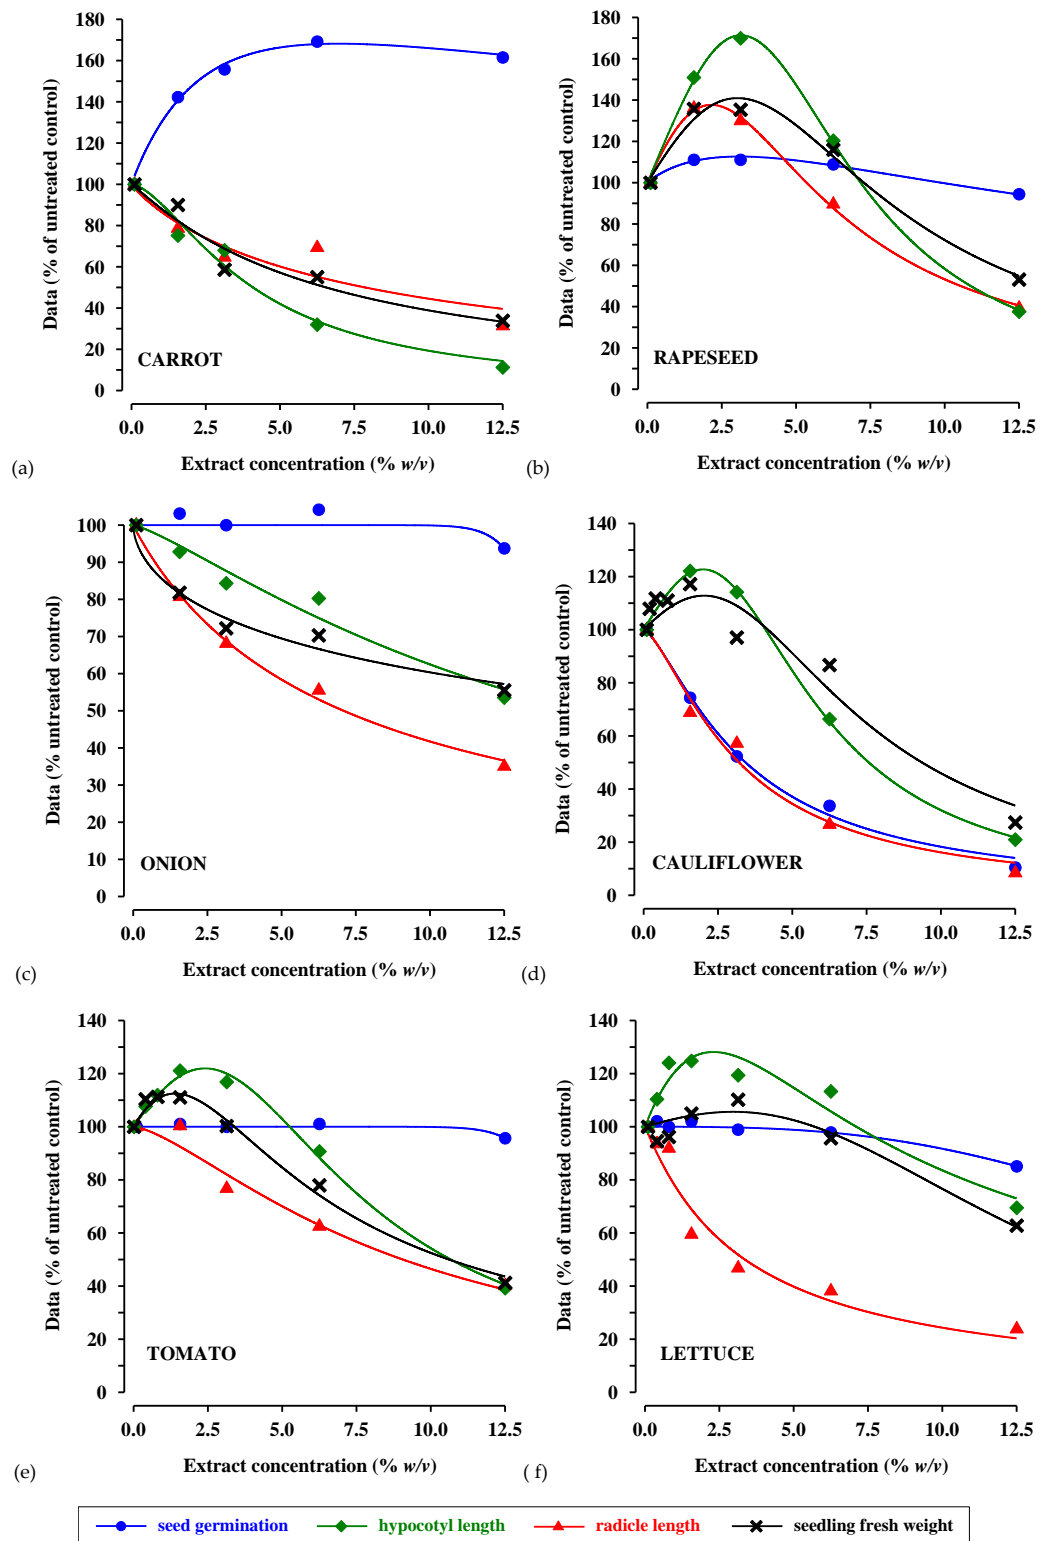 180
160
140
120
100
80
60
40
20
0
Data (% of untreated control)
CARROT
0.0 2.5 5.0 7.5 10.0 12.5
(a) Extract concentration (% w/v)
180
160
140
120
100
80
60
40
20
0
Data (% of untreated control)
RAPESEED
0.0 2.5 5.0 7.5 10.0 12.5
(b) Extract concentration (% w/v)
100
90
80
70
60
50
40
30
20
10
0
Data (% untreated control)
ONION
0.0 2.5 5.0 7.5 10.0 12.5
(c) Extract concentration (% w/v)
140
120
100
80
60
40
20
0
Data (% of untreated control)
CAULIFLOWER
0.0 2.5 5.0 7.5 10.0 12.5
(d) Extract concentration (% w/v)
140
120
100
80
60
40
20
0
Data (% of untreated control)
TOMATO
0.0 2.5 5.0 7.5 10.0 12.5
(e) Extract concentration (% w/v)
140
120
100
80
60
40
20
0
Data (% of untreated control)
LETTUCE
0.0 2.5 5.0 7.5 10.0 12.5
( f) Extract concentration (% w/v)
seed germination hypocotyl length radicle length seedling fresh weight